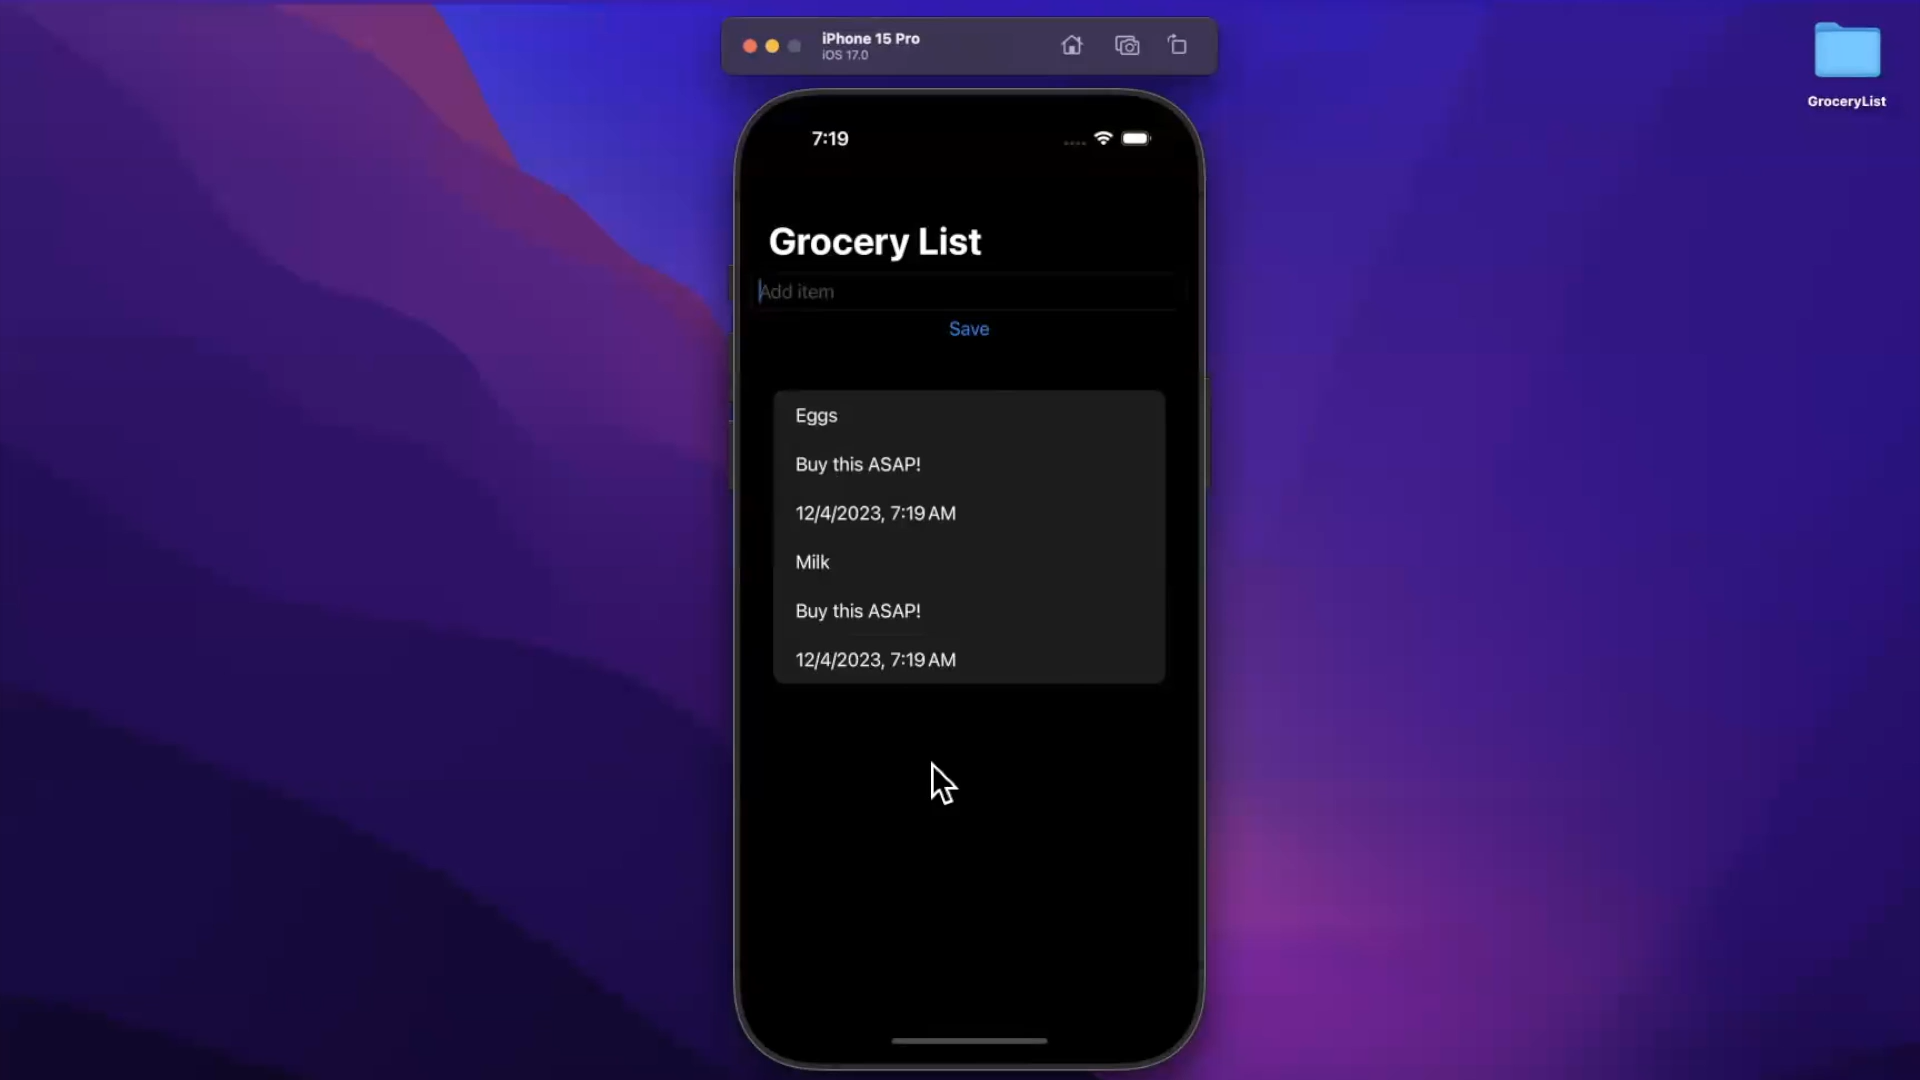 iPhone 15 Pro
iOS 17.0
GroceryList
7:19
Grocery List
Add item
Save
Eggs
Buy this ASAP!
12/4/2023, 7:19 AM
Milk
Buy this ASAP!
12/4/2023, 7:19 AM